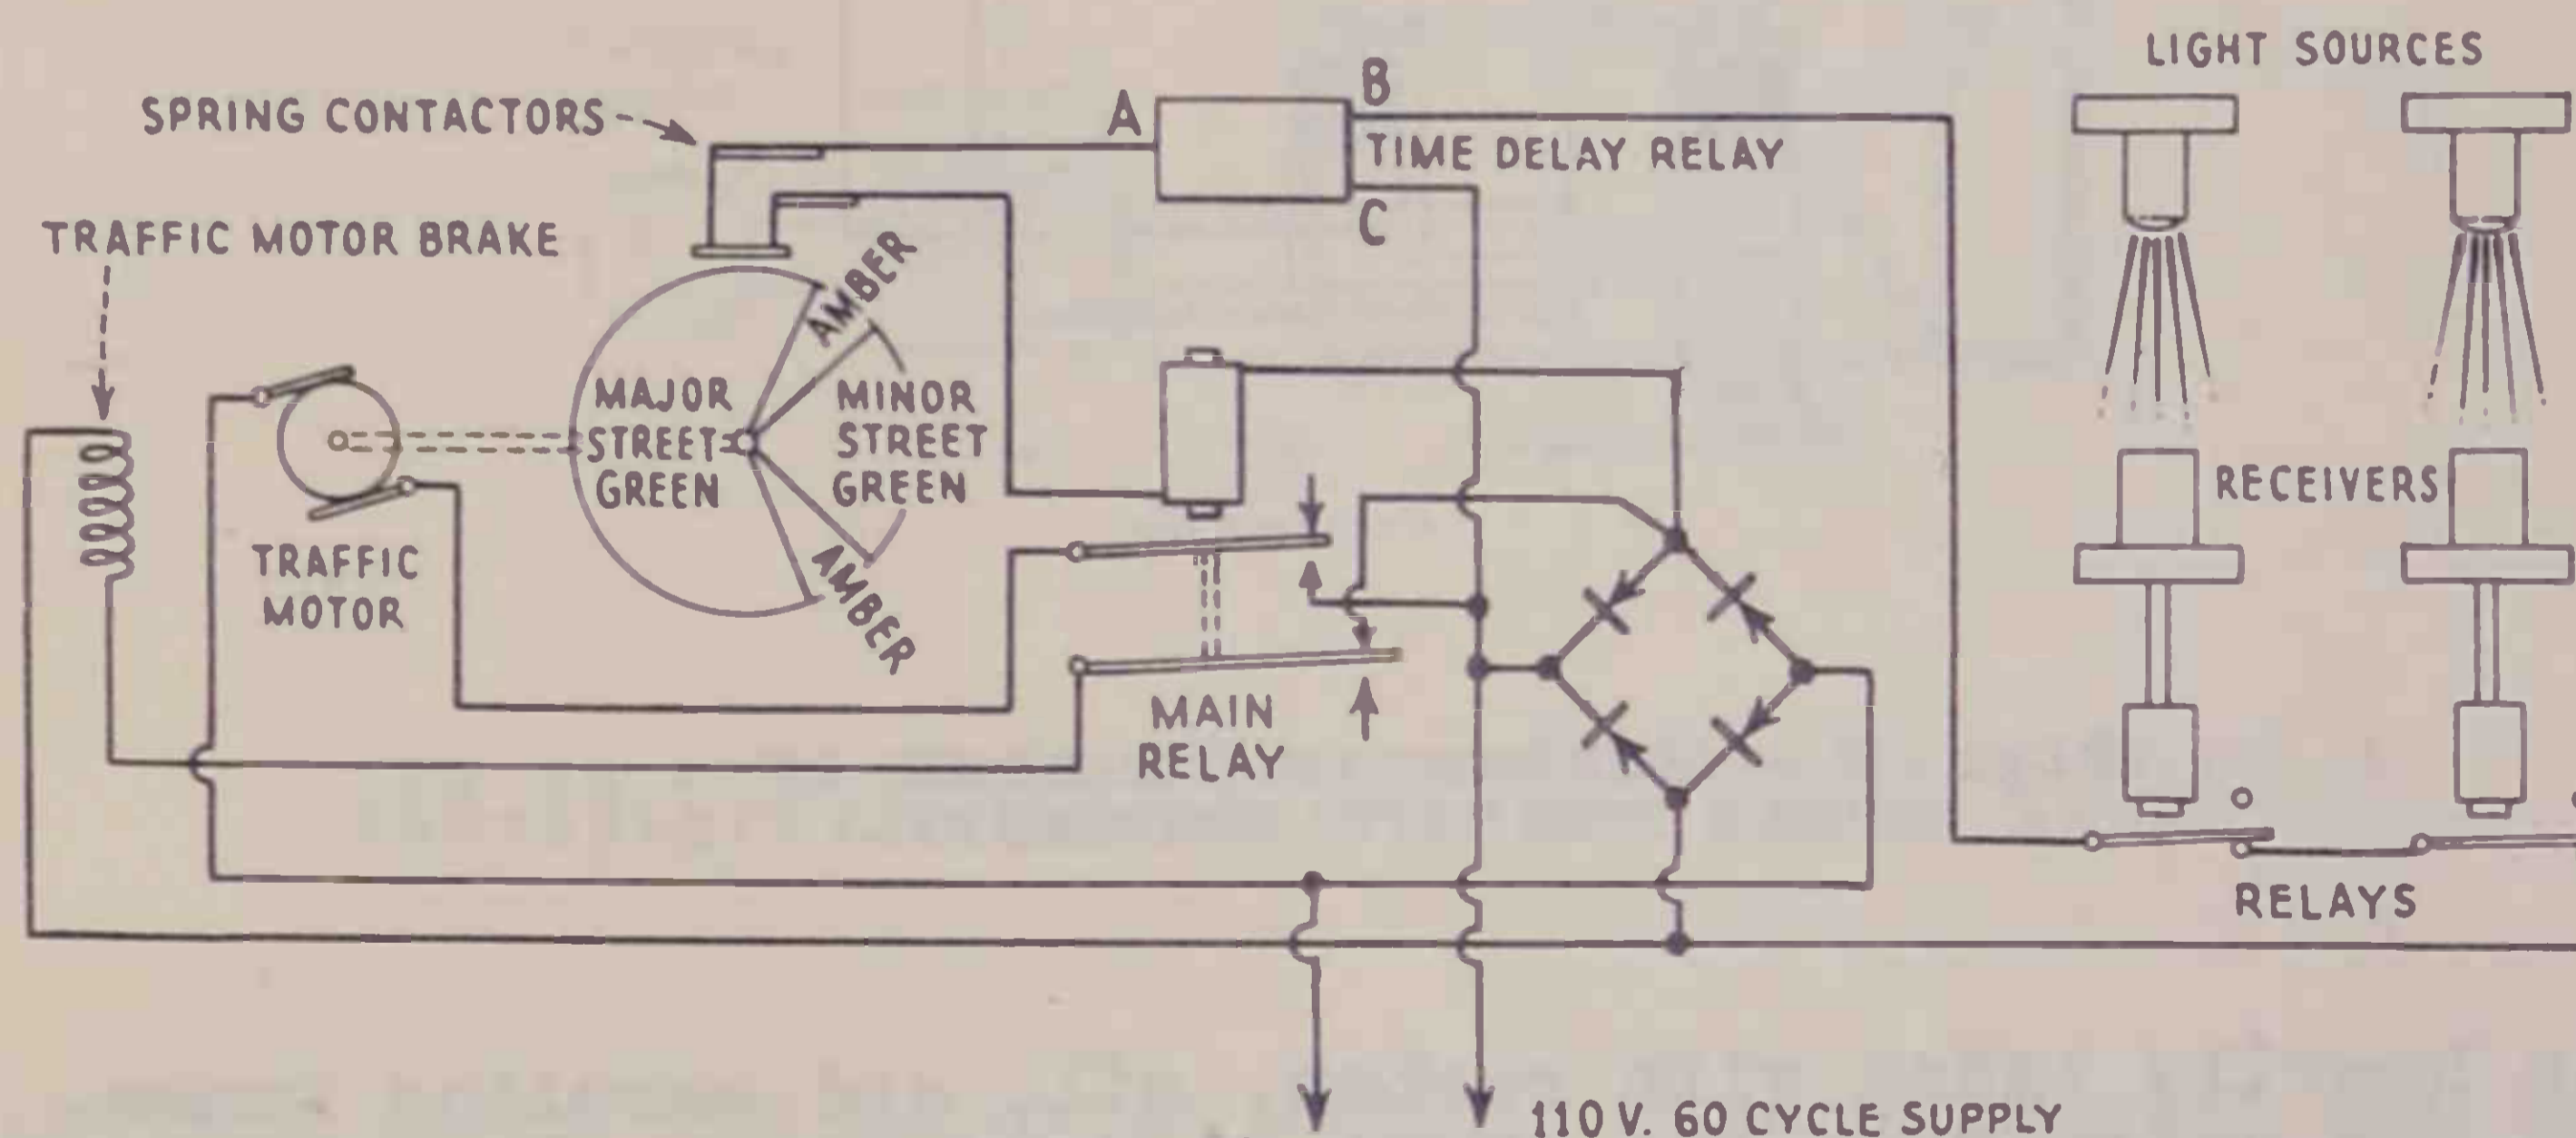 LIGHT SOURCES
SPRING CONTACTORS
A
B
TIME DELAY RELAY
C
TRAFFIC MOTOR BRAKE
AMBER
MAJOR
STREET
GREEN
MINOR
STREET
GREEN
AMBER
TRAFFIC
MOTOR
RECEIVERS
MAIN
RELAY
RELAYS
110 V. 60 CYCLE SUPPLY